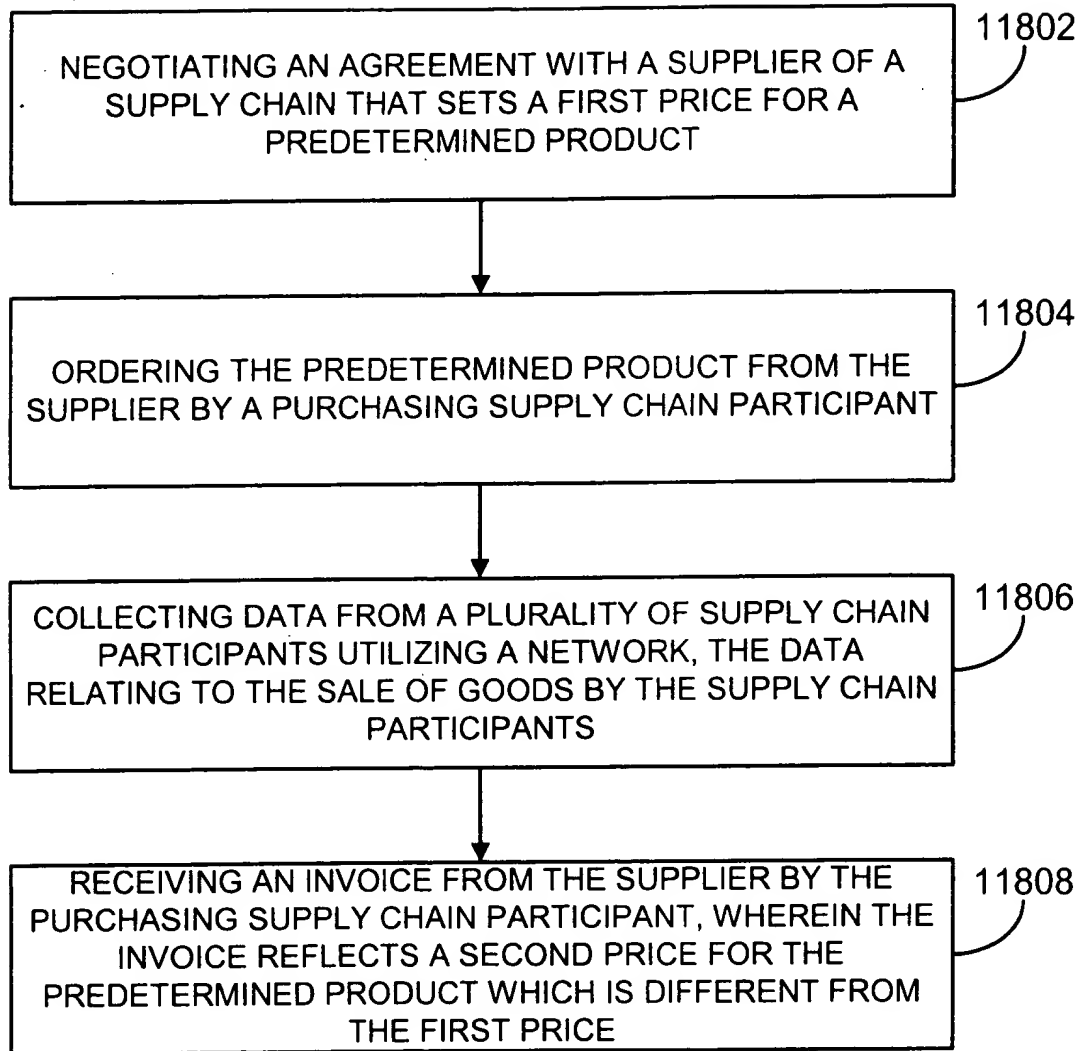 11802
NEGOTIATING AN AGREEMENT WITH A SUPPLIER OF A
SUPPLY CHAIN THAT SETS A FIRST PRICE FOR A
PREDETERMINED PRODUCT
11804
ORDERING THE PREDETERMINED PRODUCT FROM THE
SUPPLIER BY A PURCHASING SUPPLY CHAIN PARTICIPANT
11806
COLLECTING DATA FROM A PLURALITY OF SUPPLY CHAIN
PARTICIPANTS UTILIZING A NETWORK, THE DATA
RELATING TO THE SALE OF GOODS BY THE SUPPLY CHAIN
PARTICIPANTS
11808
RECEIVING AN INVOICE FROM THE SUPPLIER BY THE
PURCHASING SUPPLY CHAIN PARTICIPANT, WHEREIN THE
INVOICE REFLECTS A SECOND PRICE FOR THE
PREDETERMINED PRODUCT WHICH IS DIFFERENT FROM
THE FIRST PRICE